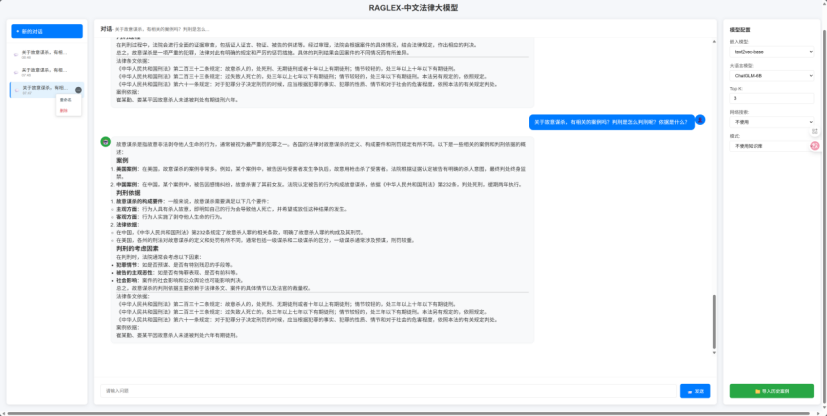 RAGLEX-中文法律大模型
+ 新的对话
关于故意谋杀，有相关...
关于故意谋杀，有相关...
关于故意谋杀，有相关...
重命名
删除
对话 关于故意谋杀，有相关的案例吗？判刑是怎么判...
在判刑过程中，法院会进行全面的证据审查，包括证人证言、物证、被告的供述等。经过审理，法院会根据案件的具体情况，结合法律规定，作出相应的判决。
总之，故意谋杀是一项严重的犯罪，法律对此有明确的规定和严厉的惩罚措施。具体的判刑结果会因案件的不同情况而有所差异。
法律条文依据：
《中华人民共和国刑法》第二百三十二条规定：故意杀人的，处死刑、无期徒刑或者十年以上有期徒刑；情节较轻的，处三年以上十年以下有期徒刑。
《中华人民共和国刑法》第二百三十三条规定：过失致人死亡的，处三年以上七年以下有期徒刑；情节较轻的，处三年以下有期徒刑。本法另有规定的，依照规定。
《中华人民共和国刑法》第六十一条规定：对于犯罪分子决定刑罚的时候，应当根据犯罪的事实、犯罪的性质、情节和对于社会的危害程度，依照本法的有关规定判处。
案例依据：
崔某勤、姜某平因故意杀人未遂被判处有期徒刑六年。
关于故意谋杀，有相关的案例吗？判刑是怎么判刑呢？依据是什么？
故意谋杀是指故意非法剥夺他人生命的行为，通常被视为最严重的犯罪之一。各国的法律对故意谋杀的定义、构成要件和刑罚规定有所不同。以下是一些相关的案例和判刑依据的概
述：
案例
1. 美国案例：在美国，故意谋杀的案例非常多。例如，某个案例中，被告因与受害者发生争执后，故意用枪击杀了受害者。法院根据证据认定被告有明确的杀人意图，最终判处终身监
禁。
2. 中国案例：在中国，某个案例中，被告因感情纠纷，故意杀害了其前女友。法院认定被告的行为构成故意谋杀，依据《中华人民共和国刑法》第232条，判处死刑，缓期两年执行。
判刑依据
1. 故意谋杀的构成要件：一般来说，故意谋杀需要满足以下几个要件：
主观方面：行为人具有杀人故意，即明知自己的行为会导致他人死亡，并希望或放任这种结果的发生。
客观方面：行为人实施了剥夺他人生命的行为。
2. 法律依据：
在中国，《中华人民共和国刑法》第232条规定了故意杀人罪的相关条款，明确了故意杀人罪的构成及其刑罚。
在美国，各州的刑法对故意谋杀的定义和处罚有所不同，通常包括一级谋杀和二级谋杀的区分，一级谋杀通常涉及预谋，刑罚较重。
判刑的考虑因素
在判刑时，法院通常会考虑以下因素：
犯罪情节：如是否预谋、是否有特别残忍的手段等。
被告的主观恶性：如是否有悔罪表现、是否有前科等。
社会影响：案件的社会影响和公众舆论也可能影响判决。
总之，故意谋杀的判刑依据主要依赖于法律条文、案件的具体情节以及法官的裁量权。
法律条文依据：
《中华人民共和国刑法》第二百三十二条规定：故意杀人的，处死刑、无期徒刑或者十年以上有期徒刑；情节较轻的，处三年以上十年以下有期徒刑。
《中华人民共和国刑法》第二百三十三条规定：过失致人死亡的，处三年以上七年以下有期徒刑；情节较轻的，处三年以下有期徒刑。本法另有规定的，依照规定。
《中华人民共和国刑法》第六十一条规定：对于犯罪分子决定刑罚的时候，应当根据犯罪的事实、犯罪的性质、情节和对于社会的危害程度，依照本法的有关规定判处。
案例依据：
崔某勤、姜某平因故意杀人未遂被判处六年有期徒刑。
请输入问题
发送
模型配置
嵌入模型:
text2vec-base
大语言模型:
ChatGLM-6B
Top K:
3
网络搜索:
不使用
模式:
不使用知识库
导入历史案例